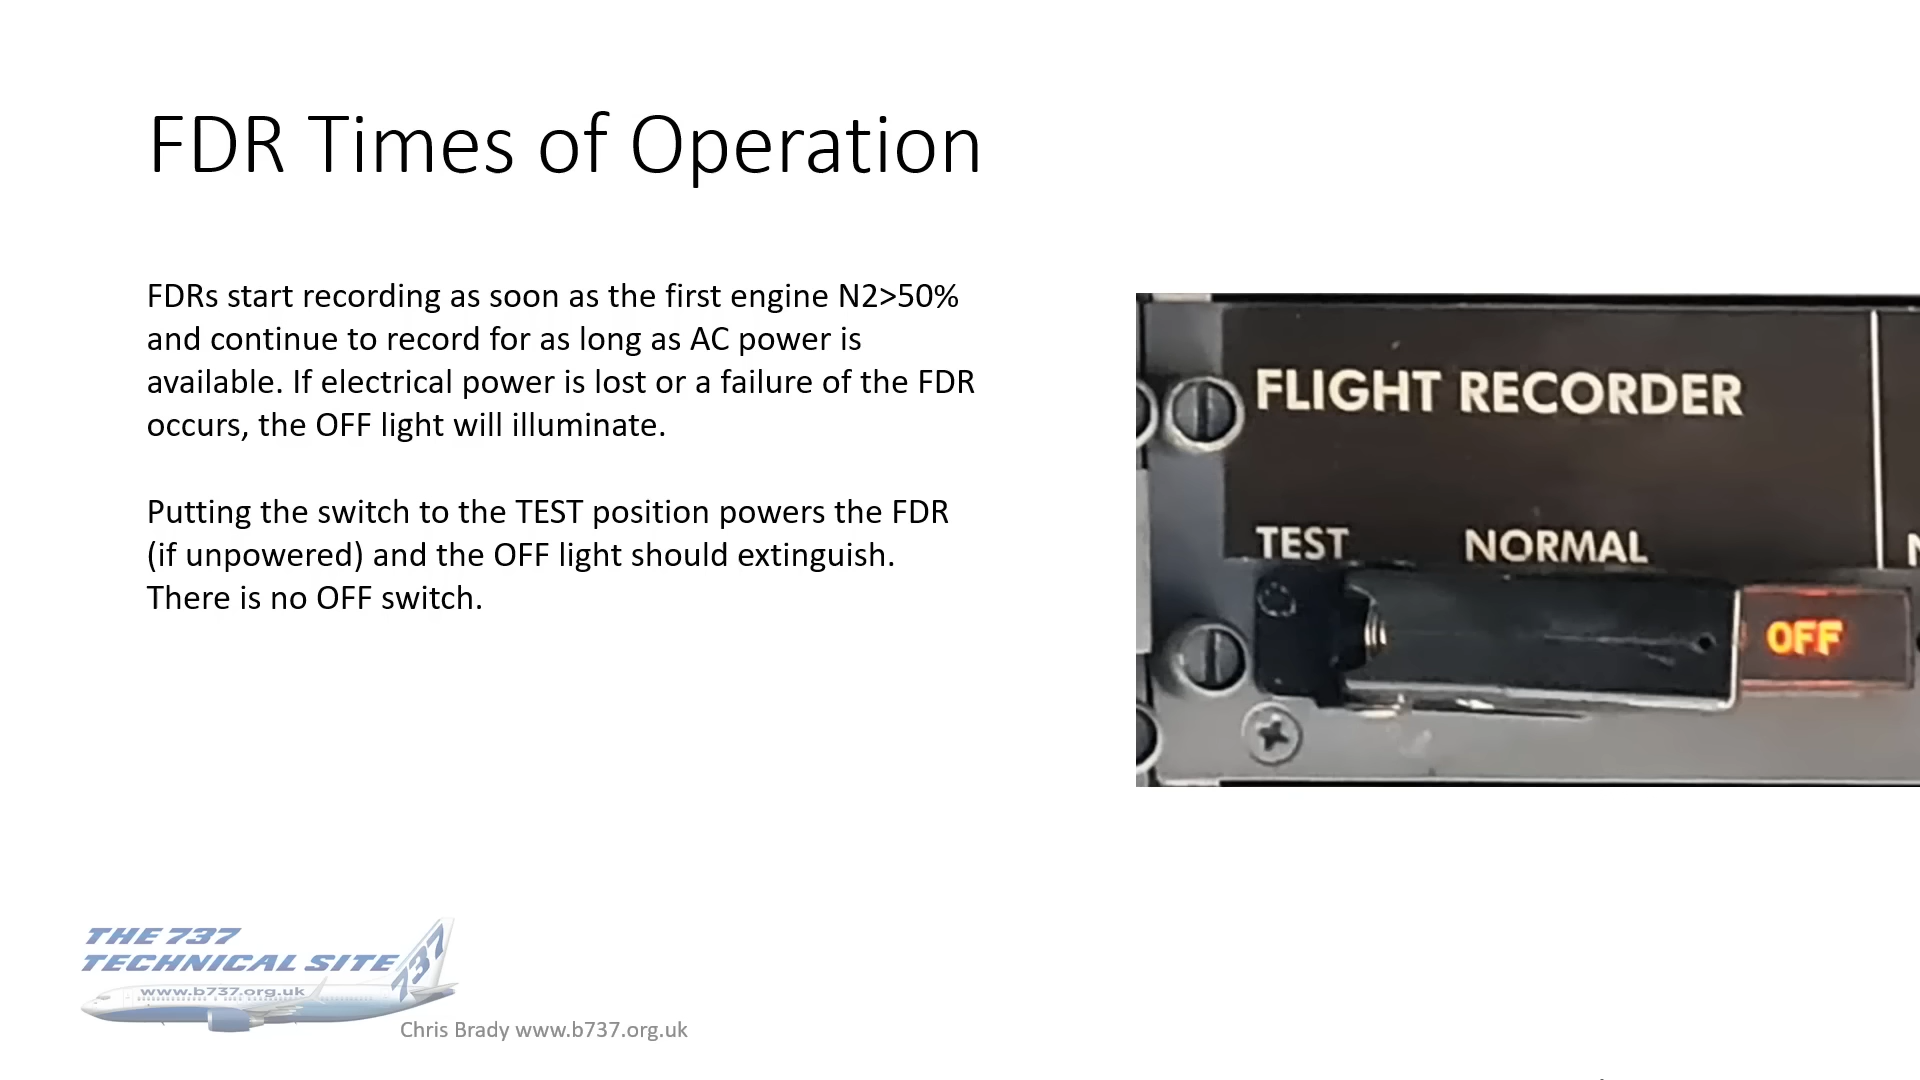 FDR Times of Operation
FDRs start recording as soon as the first engine N2>50%
and continue to record for as long as AC power is
available. If electrical power is lost or a failure of the FDR
occurs, the OFF light will illuminate.
Putting the switch to the TEST position powers the FDR
(if unpowered) and the OFF light should extinguish.
There is no OFF switch.
FLIGHT RECORDER
TEST NORMAL
OFF
THE 737
TECHNICAL SITE
737
www.b737.org.uk
Chris Brady www.b737.org.uk